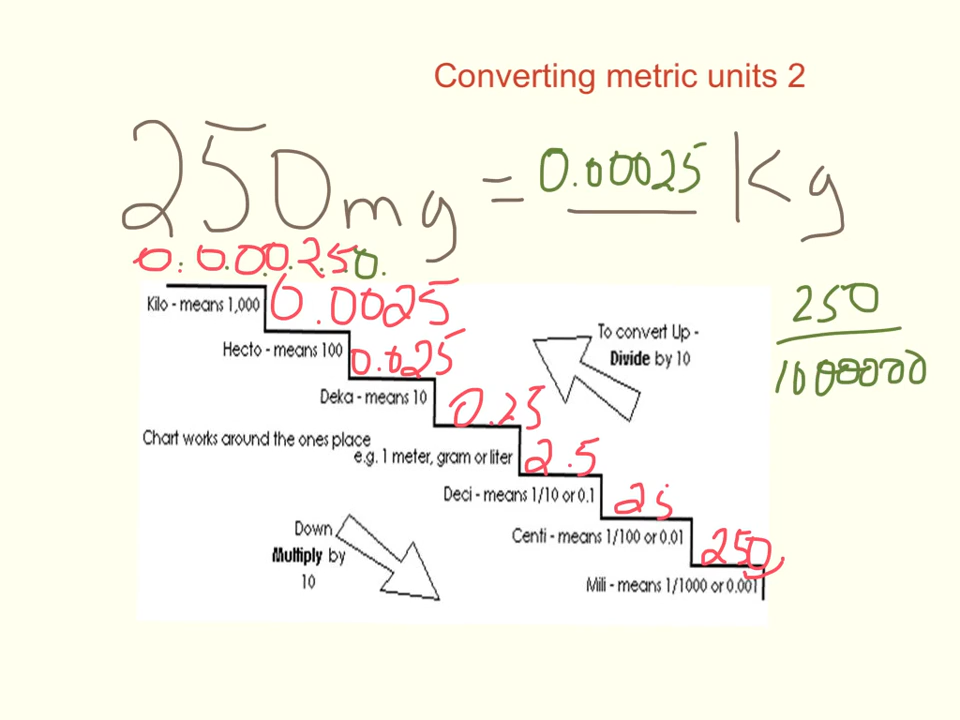 Converting metric units 2
250mg = 0.00025 Kg
0.0.00.2.50.
Kilo - means 1,000
0.0025
Hecto - means 100
0.025
To convert Up -
Divide by 10
250
1000000
Deka - means 10
0.25
Chart works around the ones place
e.g. 1 meter, gram or liter
2.5
Deci - means 1/10 or 0.1
25
Centi - means 1/100 or 0.01
250
Down
Multiply by
10
Mili - means 1/1000 or 0.001